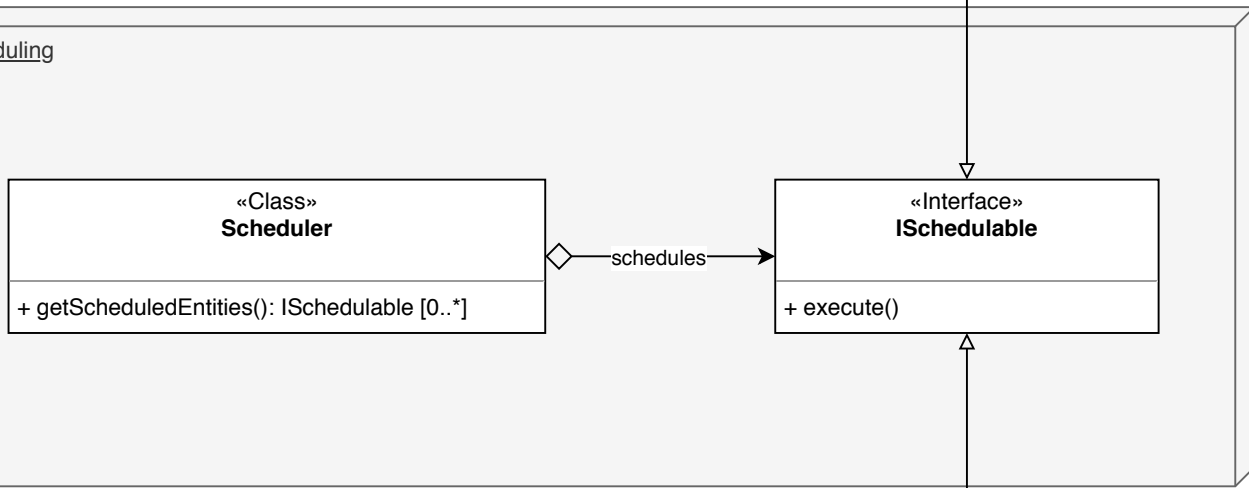 duling
«Class»
Scheduler
+ getScheduledEntities(): ISchedulable [0..*]
schedules
«Interface»
ISchedulable
+ execute()